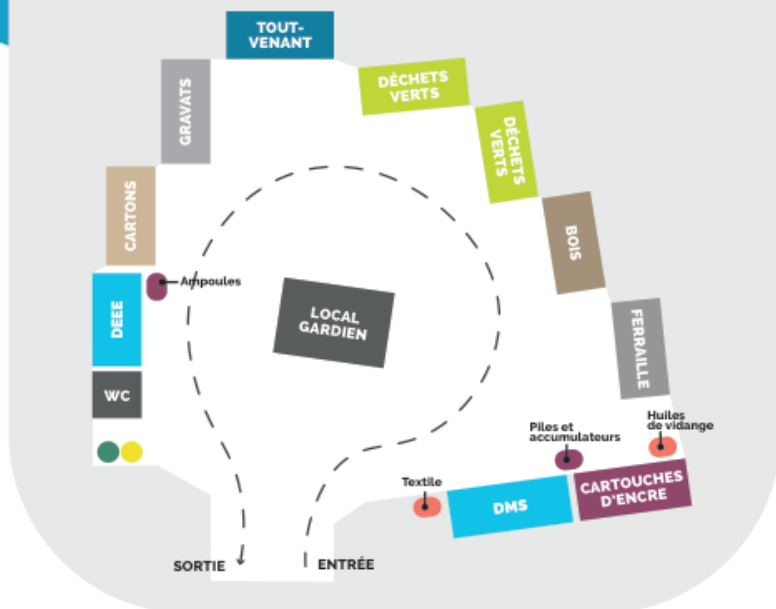 TOUT-
VENANT
DÉCHETS
VERTS
DÉCHETS
VERTS
GRAVATS
CARTONS
BOIS
Ampoules
DEEE
LOCAL
GARDIEN
FERRAILLE
WC
Huiles
de vidange
Piles et
accumulateurs
Textile
DMS
CARTOUCHES
D'ENCRE
SORTIE
ENTRÉE